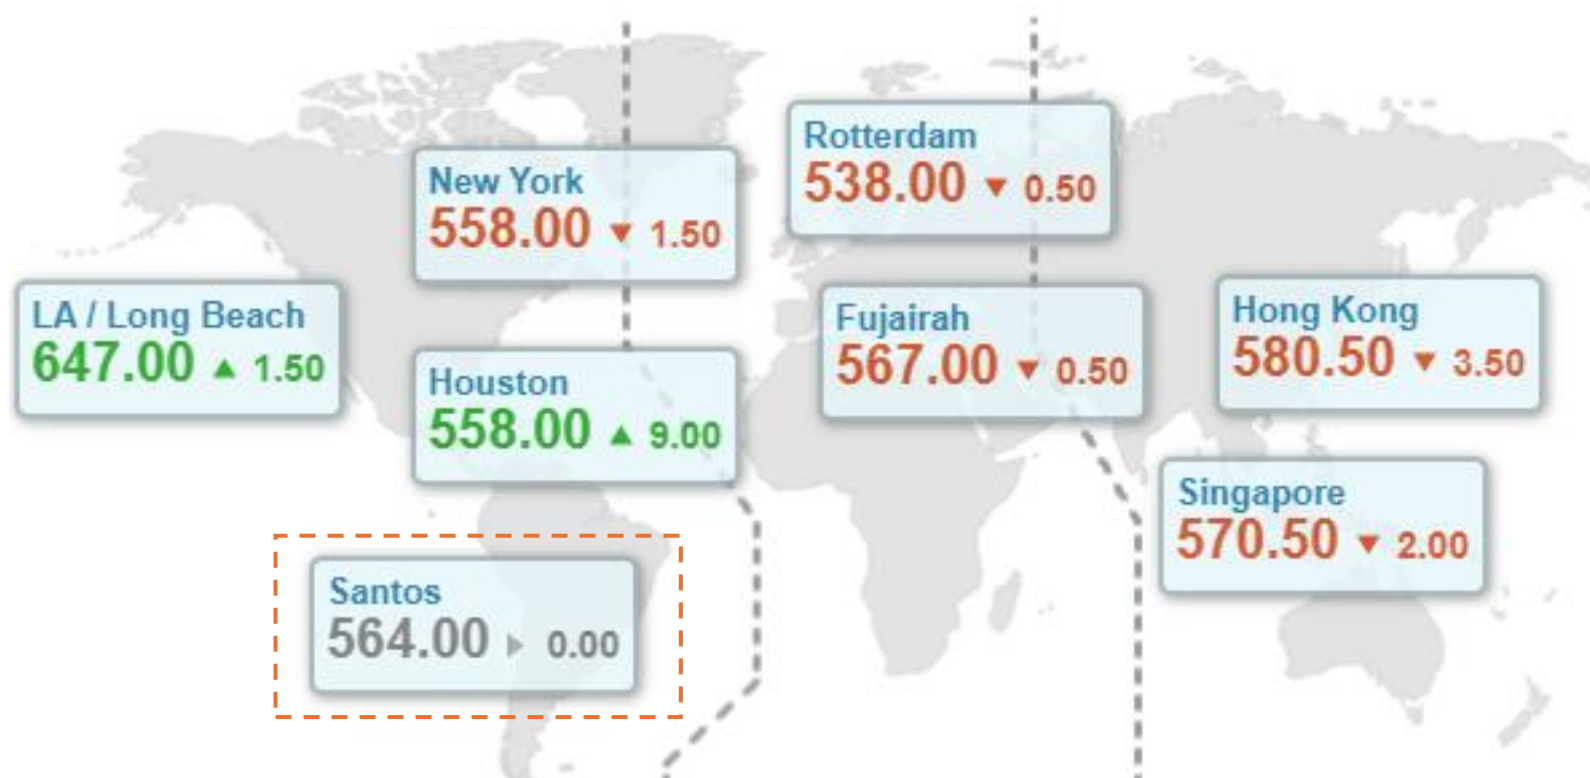 Rotterdam
538.00 ▼ 0.50
New York
558.00 ▼ 1.50
LA / Long Beach
647.00 ▲ 1.50
Fujairah
567.00 ▼ 0.50
Hong Kong
580.50 ▼ 3.50
Houston
558.00 ▲ 9.00
Singapore
570.50 ▼ 2.00
Santos
564.00 ▶ 0.00